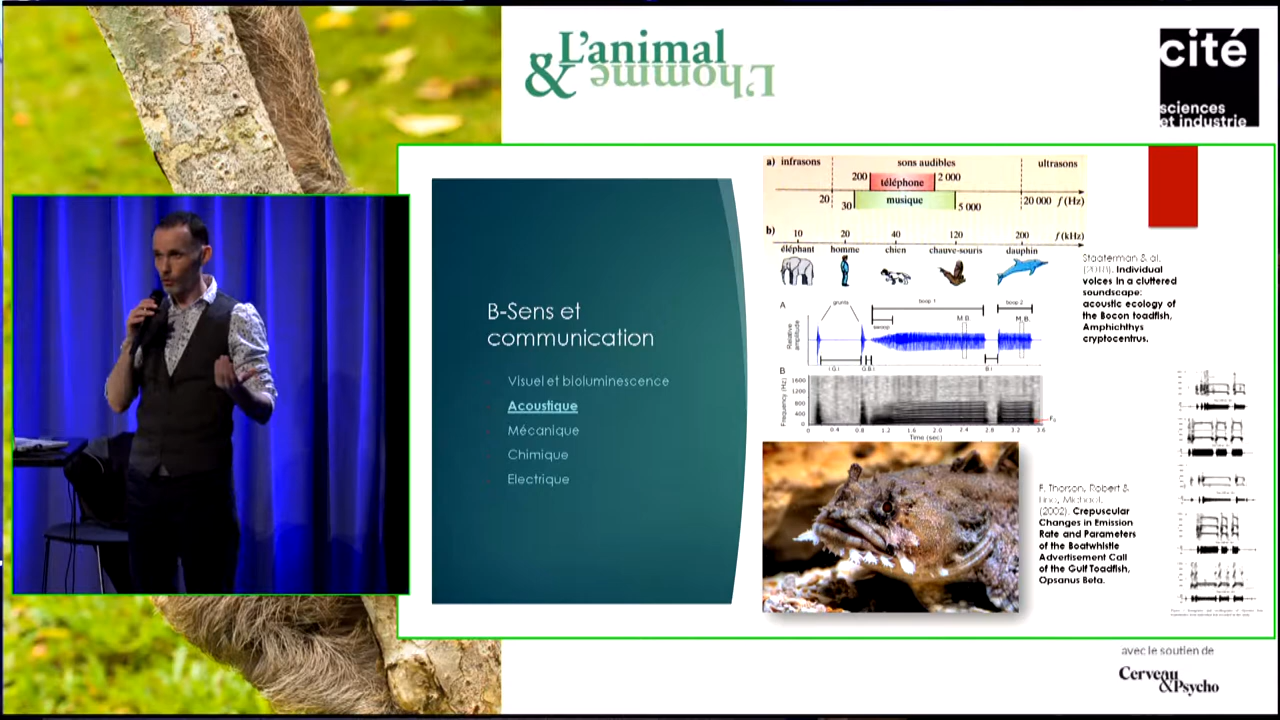 L'animal
& L'homme
cité
sciences
et industrie
B-Sens et
communication
Visuel et bioluminescence
Acoustique
Mécanique
Chimique
Electrique
a) infrasons sons audibles ultrasons
200 téléphone 2 000
20 30 musique 5 000 20 000 f (Hz)
b) 10 20 40 120 200 f (kHz)
éléphant homme chien chauve-souris dauphin
Staaterman & al.
(2018). Individual
voices in a cluttered
soundscape:
acoustic ecology of
the Bocon toadfish,
Amphichthys
cryptocentrus.
A grunts boop 1 boop 2
swoop M.B. M.B.
Relative
amplitude
B
Frequency (Hz)
1600
1200
800
400
0
0 0.4 0.8 1.2 1.6 2.0 2.4 2.8 3.2 3.6
Time (sec)
F. Thorson, Robert &
Fine, Michael.
(2002). Crepuscular
Changes in Emission
Rate and Parameters
of the Boatwhistle
Advertisement Call
of the Gulf Toadfish,
Opsanus Beta.
avec le soutien de
Cerveau
&Psycho